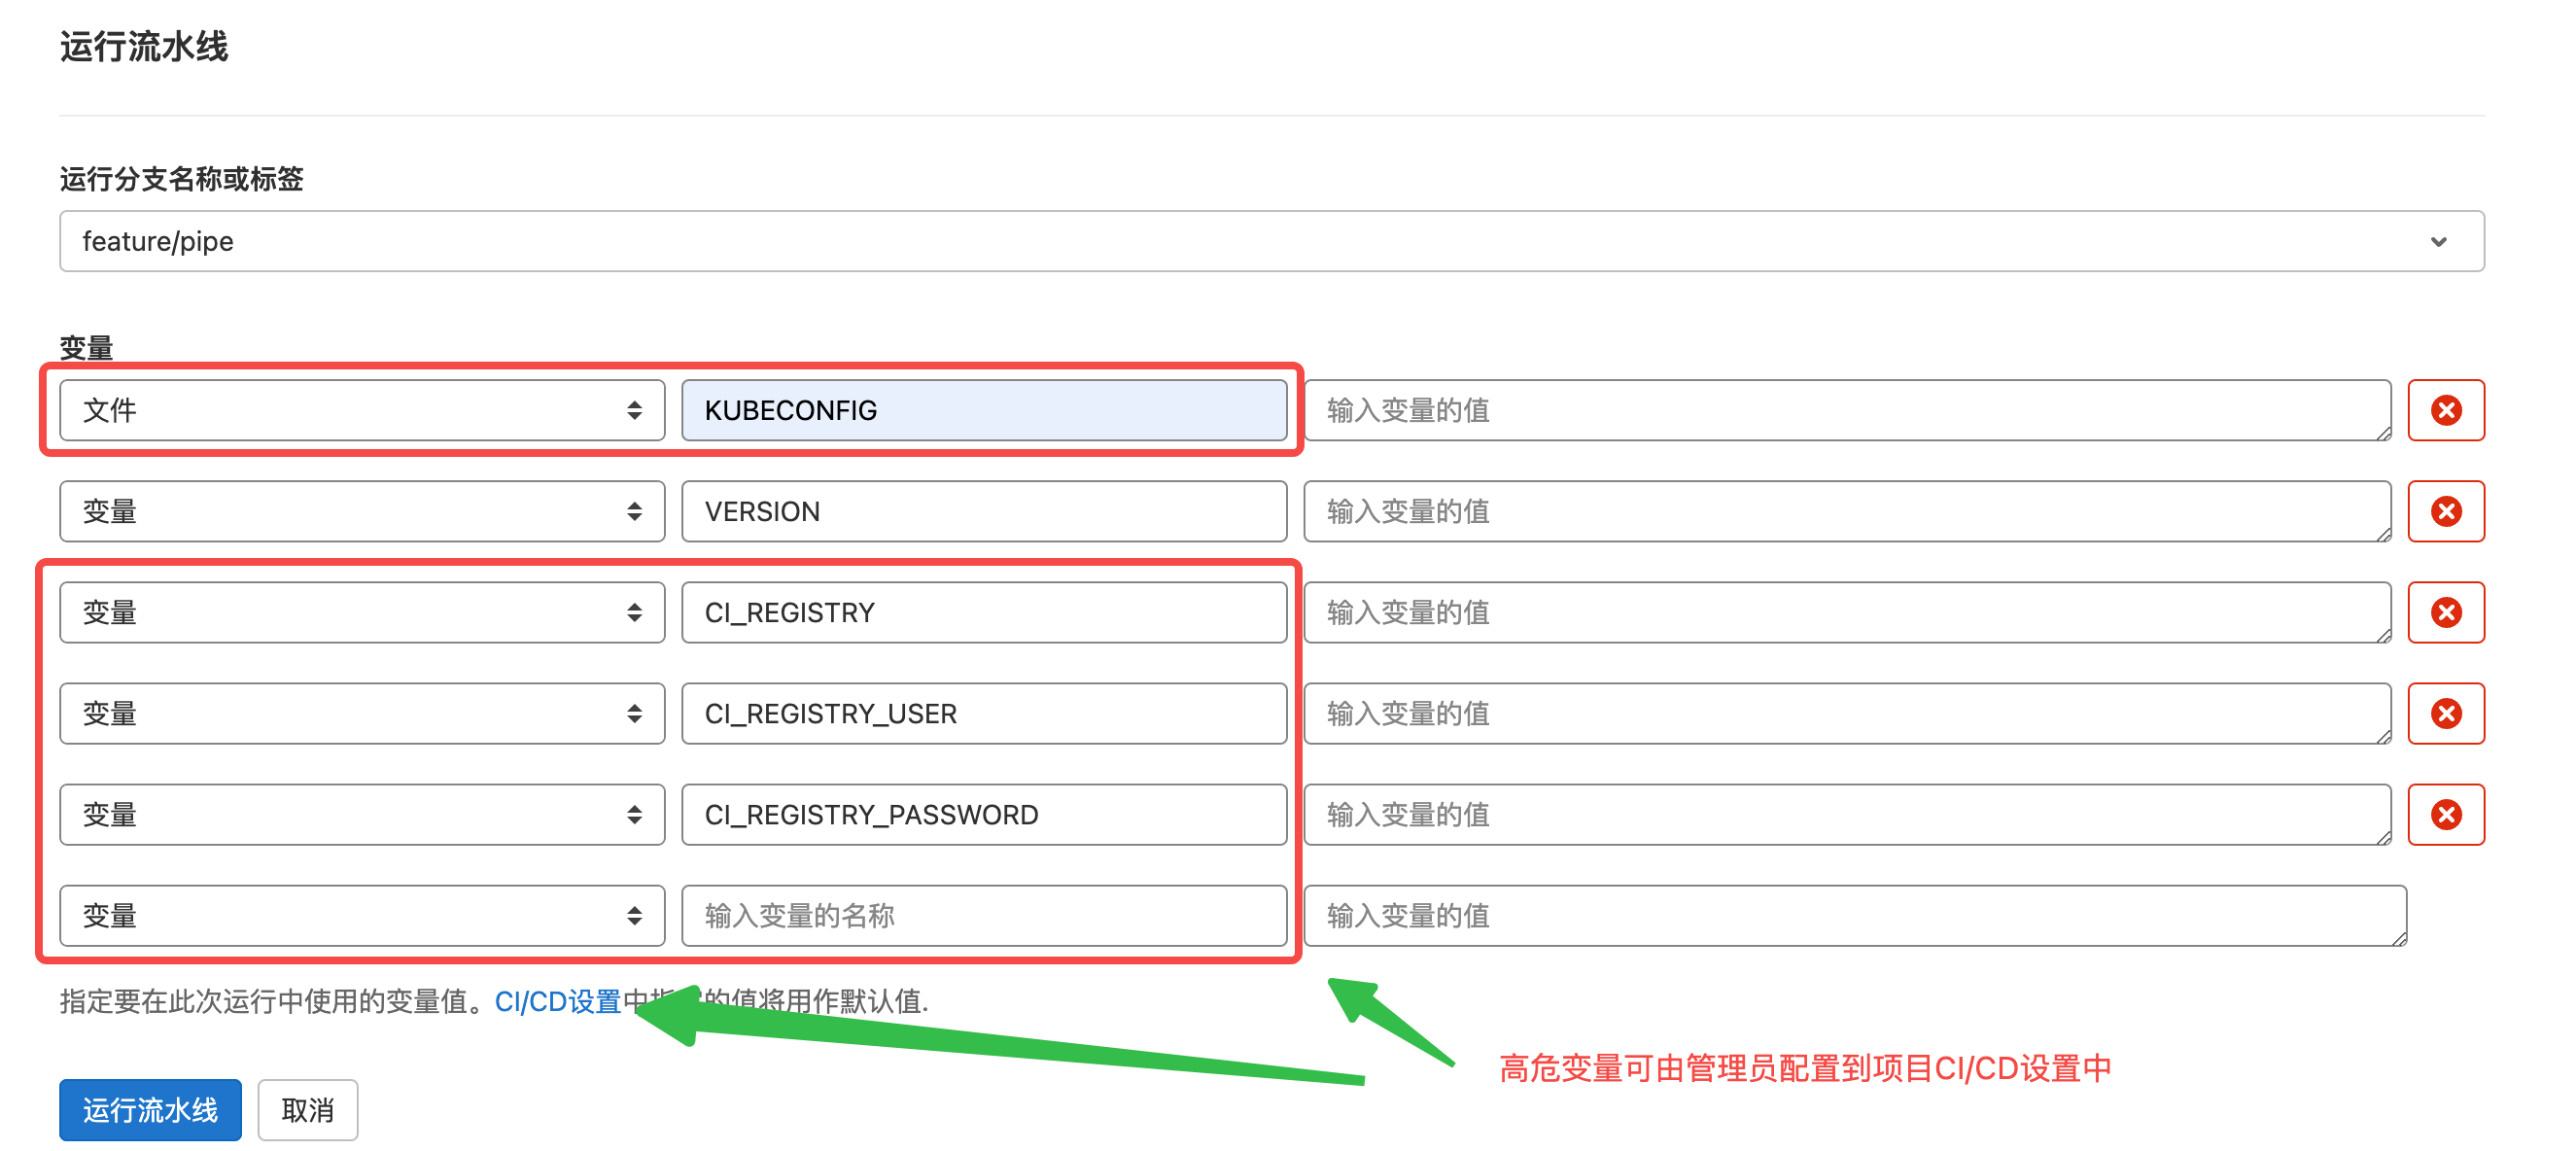 运行流水线
运行分支名称或标签
feature/pipe
变量
文件 KUBECONFIG 输入变量的值
变量 VERSION 输入变量的值
变量 CI_REGISTRY 输入变量的值
变量 CI_REGISTRY_USER 输入变量的值
变量 CI_REGISTRY_PASSWORD 输入变量的值
变量 输入变量的名称 输入变量的值
指定要在此次运行中使用的变量值。CI/CD设置中指定的值将用作默认值.
高危变量可由管理员配置到项目CI/CD设置中
运行流水线 取消